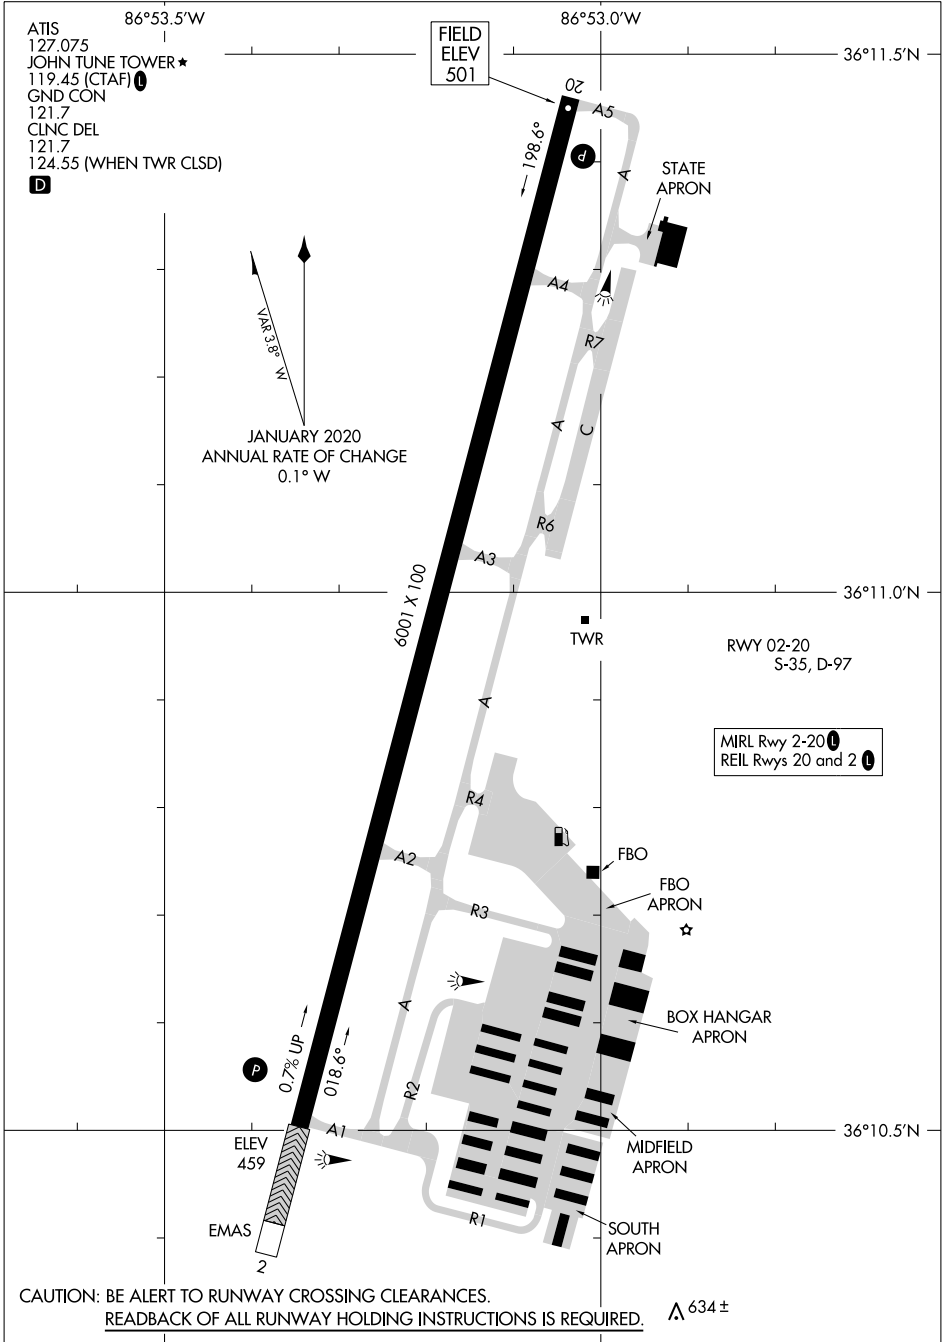 86°53.5'W
86°53.0'W
ATIS
127.075
JOHN TUNE TOWER★
119.45 (CTAF) L
GND CON
121.7
CLNC DEL
121.7
124.55 (WHEN TWR CLSD)
D
FIELD
ELEV
501
36°11.5'N
20
A5
198.6°
P
A
STATE
APRON
A4
VAR 3.8° W
R7
JANUARY 2020
ANNUAL RATE OF CHANGE
0.1° W
A
C
R6
A3
6001 X 100
36°11.0'N
TWR
RWY 02-20
S-35, D-97
A
MIRL Rwy 2-20 L
REIL Rwys 20 and 2 L
R4
A2
FBO
FBO
APRON
R3
A
BOX HANGAR
APRON
0.7% UP
018.6°
P
R2
A1
36°10.5'N
ELEV
459
MIDFIELD
APRON
EMAS
R1
SOUTH
APRON
2
CAUTION: BE ALERT TO RUNWAY CROSSING CLEARANCES.
READBACK OF ALL RUNWAY HOLDING INSTRUCTIONS IS REQUIRED.
634 ±